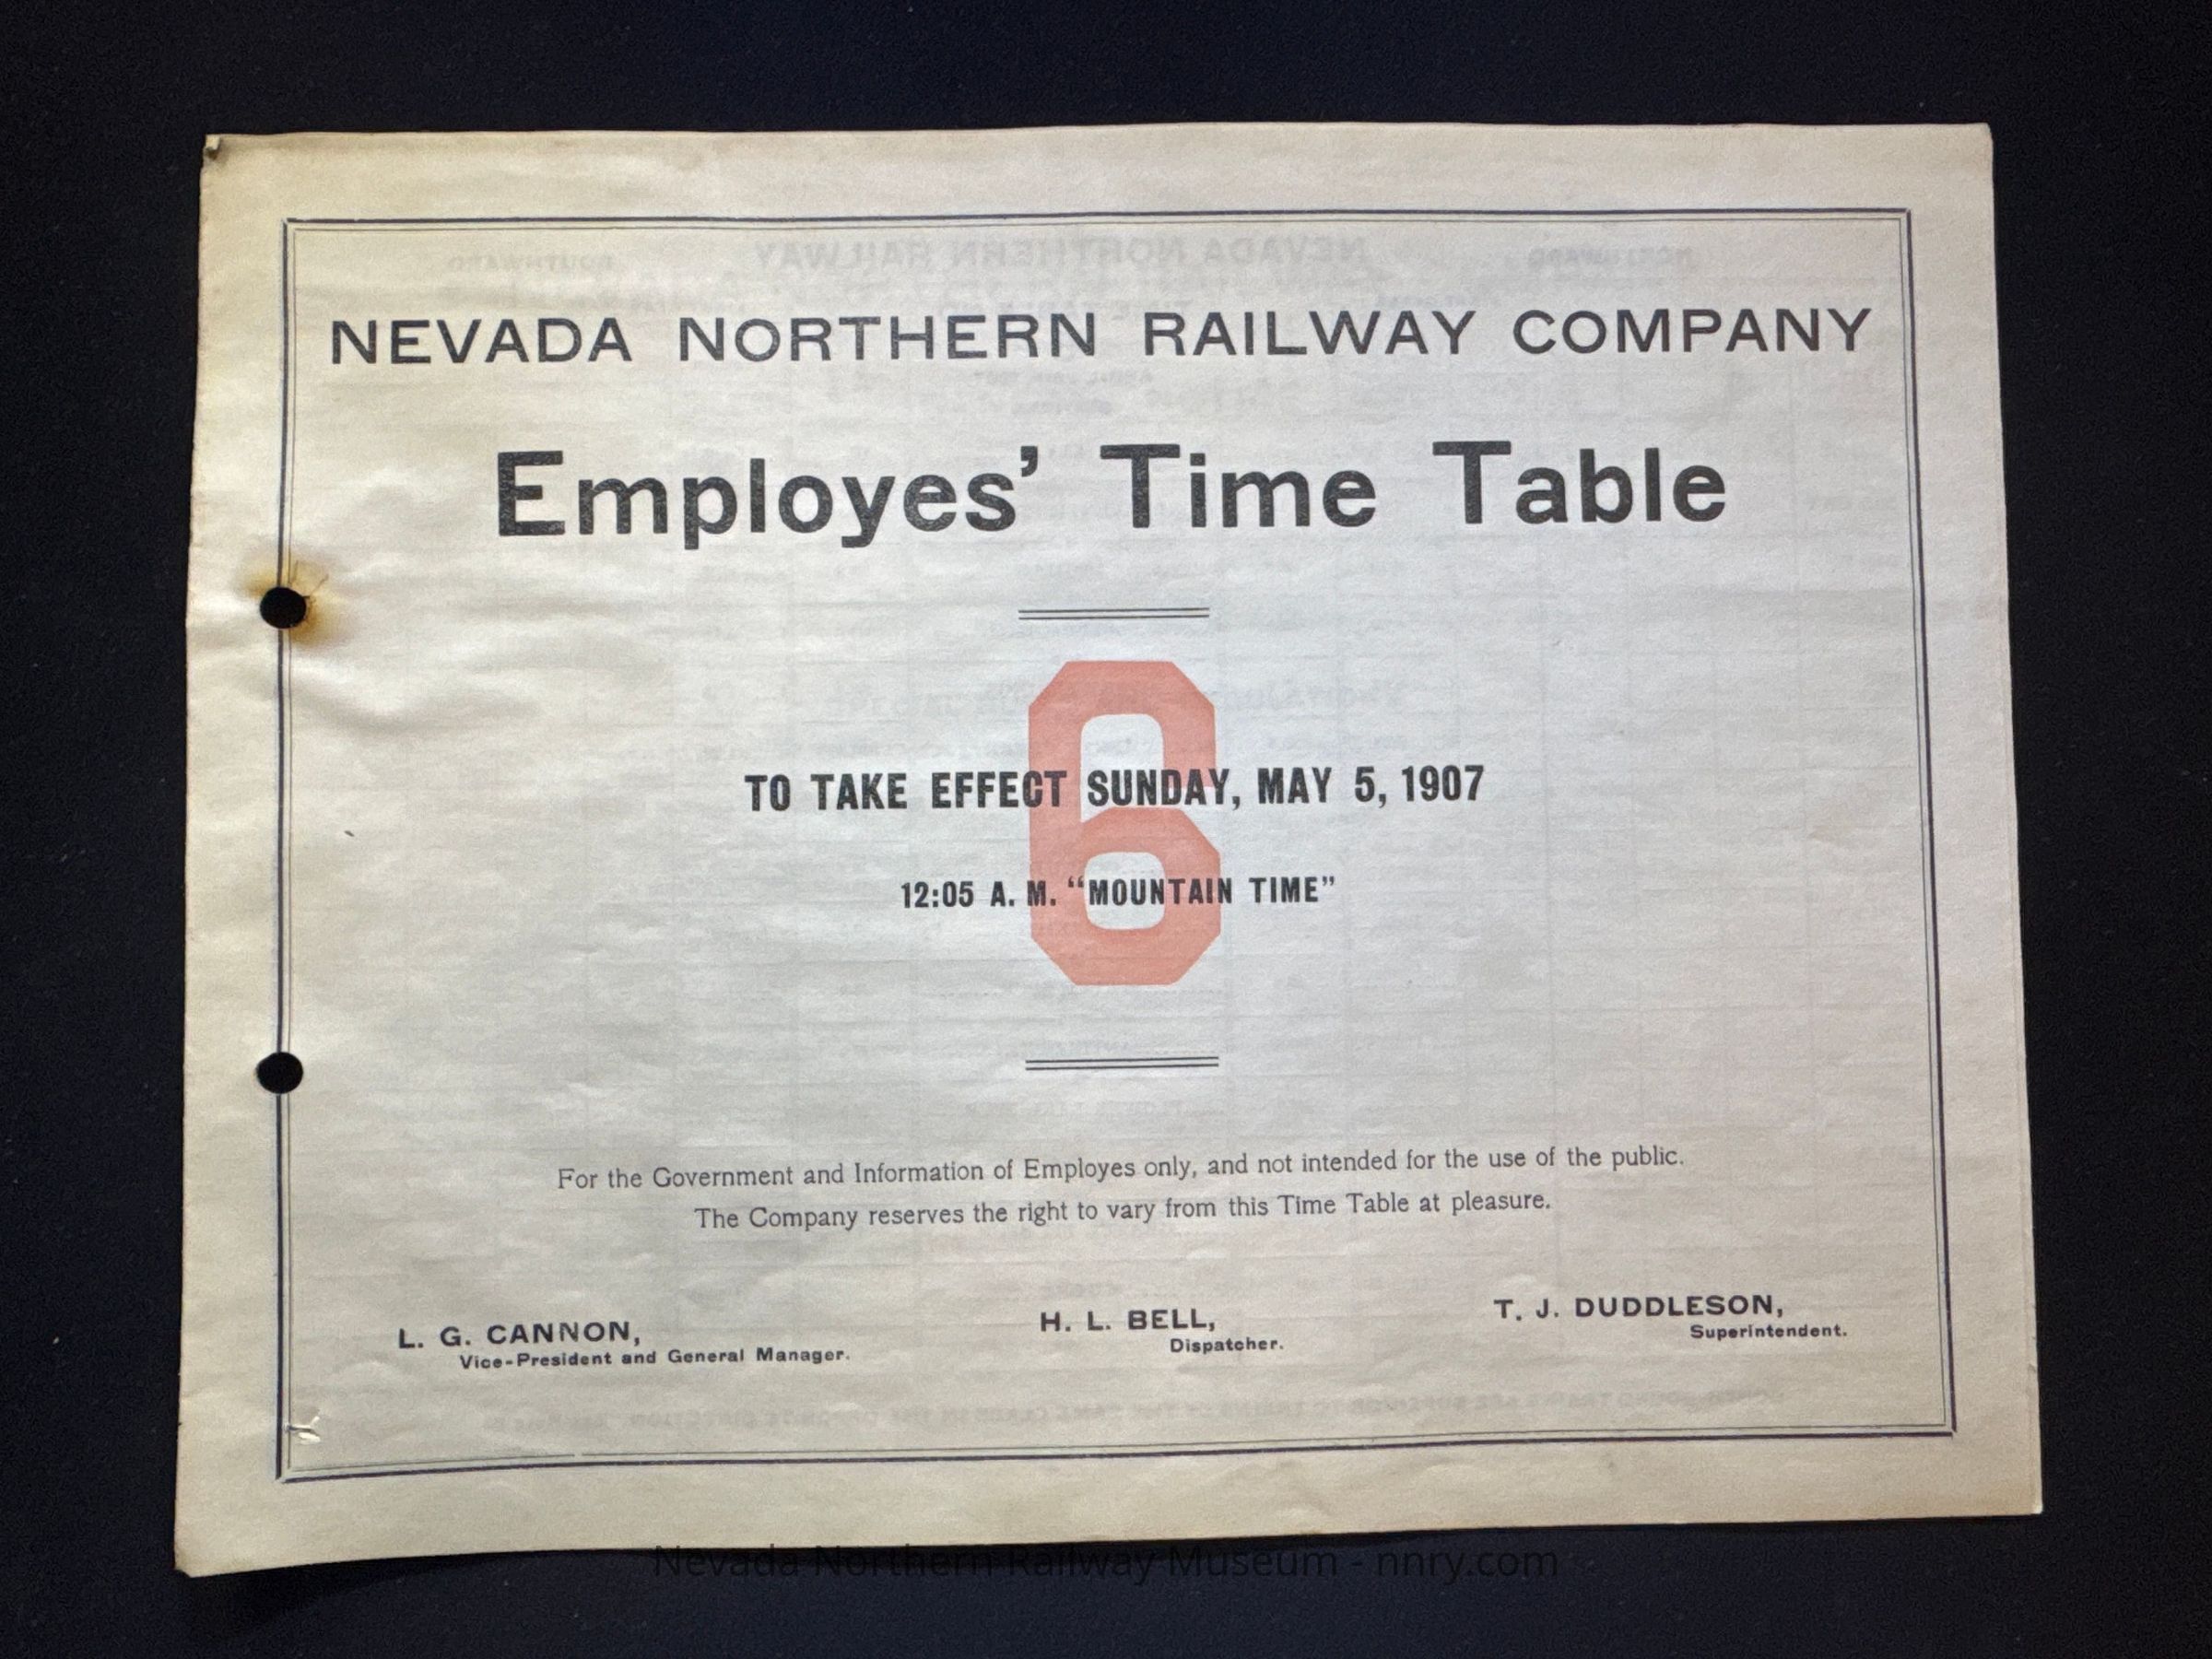 NEVADA NORTHERN RAILWAY COMPANY
Employes' Time Table
6
TO TAKE EFFECT SUNDAY, MAY 5, 1907
12:05 A. M. “MOUNTAIN TIME”
For the Government and Information of Employes only, and not intended for the use of the public.
The Company reserves the right to vary from this Time Table at pleasure.
L. G. CANNON,
Vice-President and General Manager.
H. L. BELL,
Dispatcher.
T. J. DUDDLESON,
Superintendent.
Nevada Northern Railway Museum - nnry.com